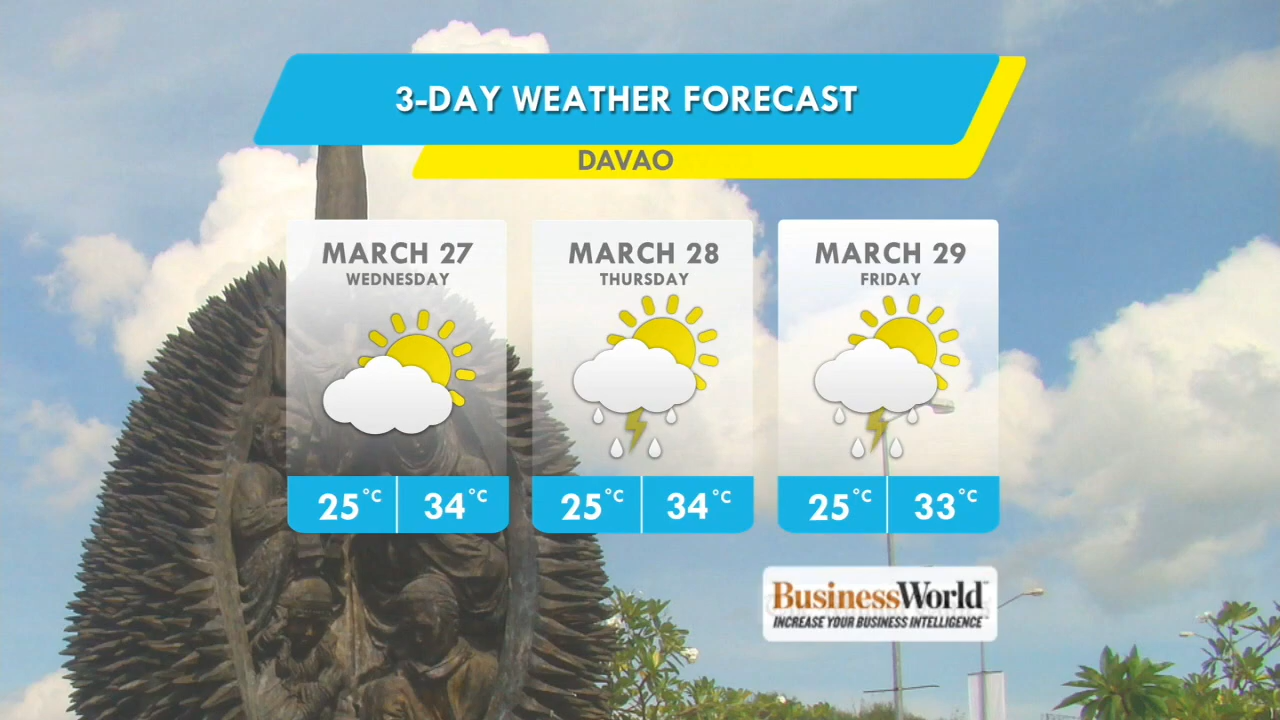 3-DAY WEATHER FORECAST
DAVAO
MARCH 27
WEDNESDAY
25°C
34°C
MARCH 28
THURSDAY
25°C
34°C
MARCH 29
FRIDAY
25°C
33°C
BusinessWorld™
INCREASE YOUR BUSINESS INTELLIGENCE